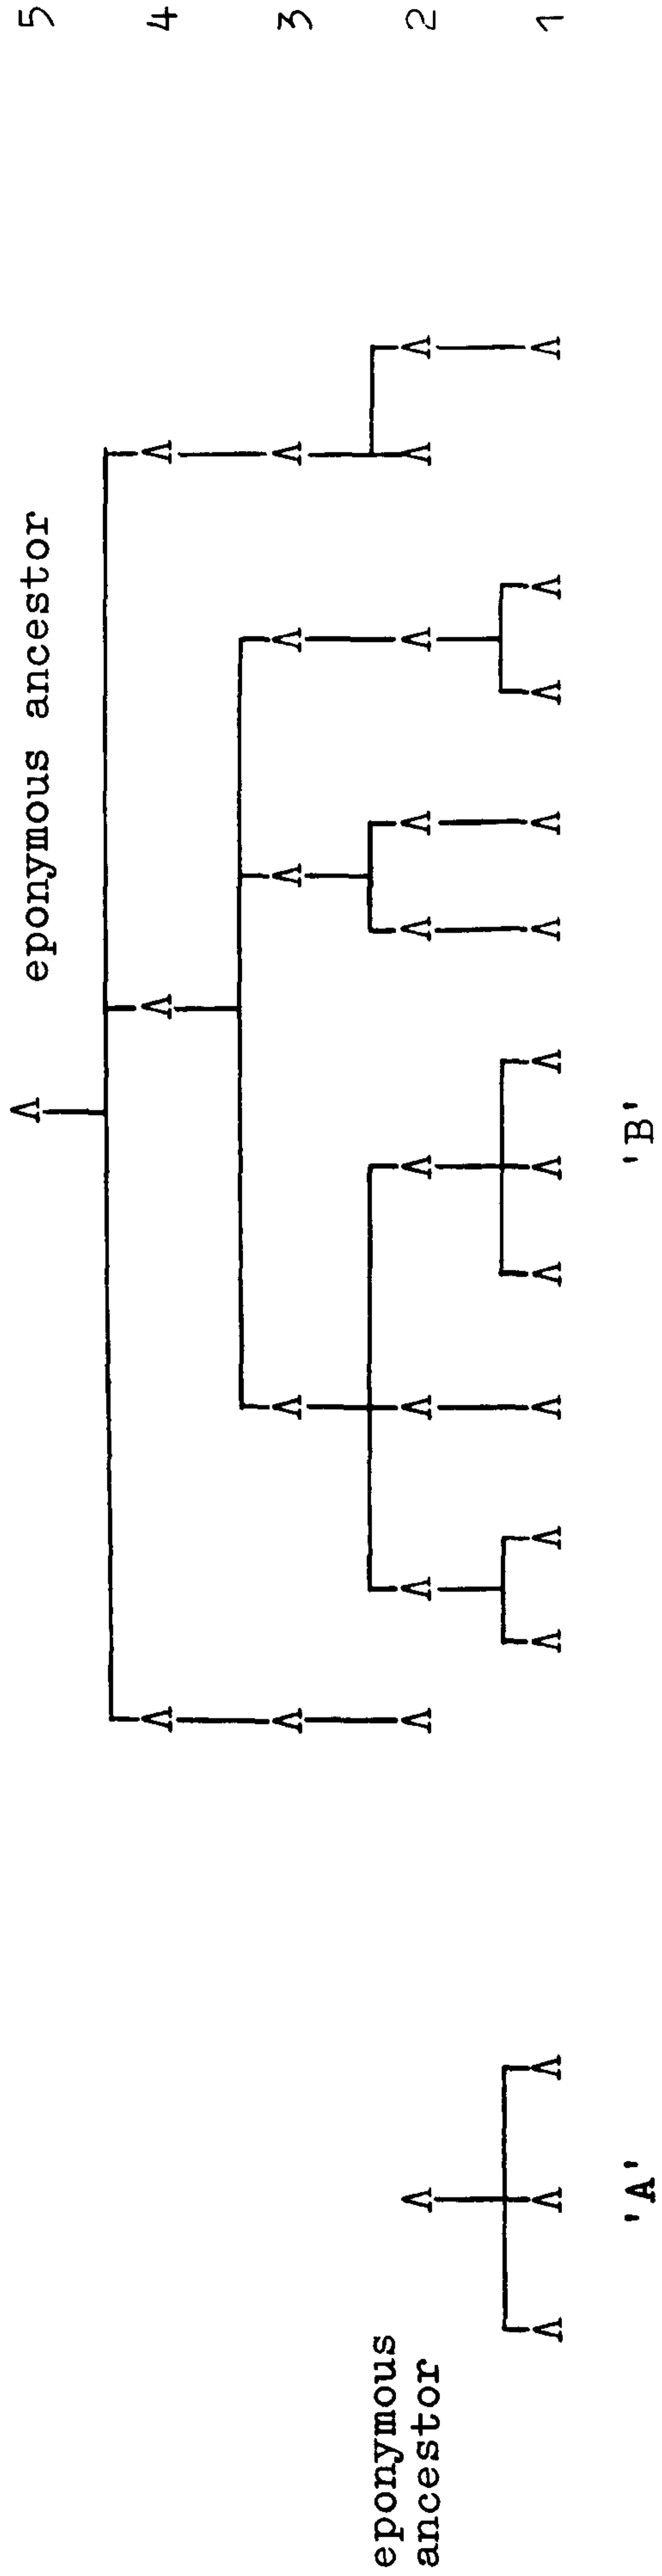 eponymous ancestor
5
4
3
2
1
eponymous
ancestor
'A'
'B'